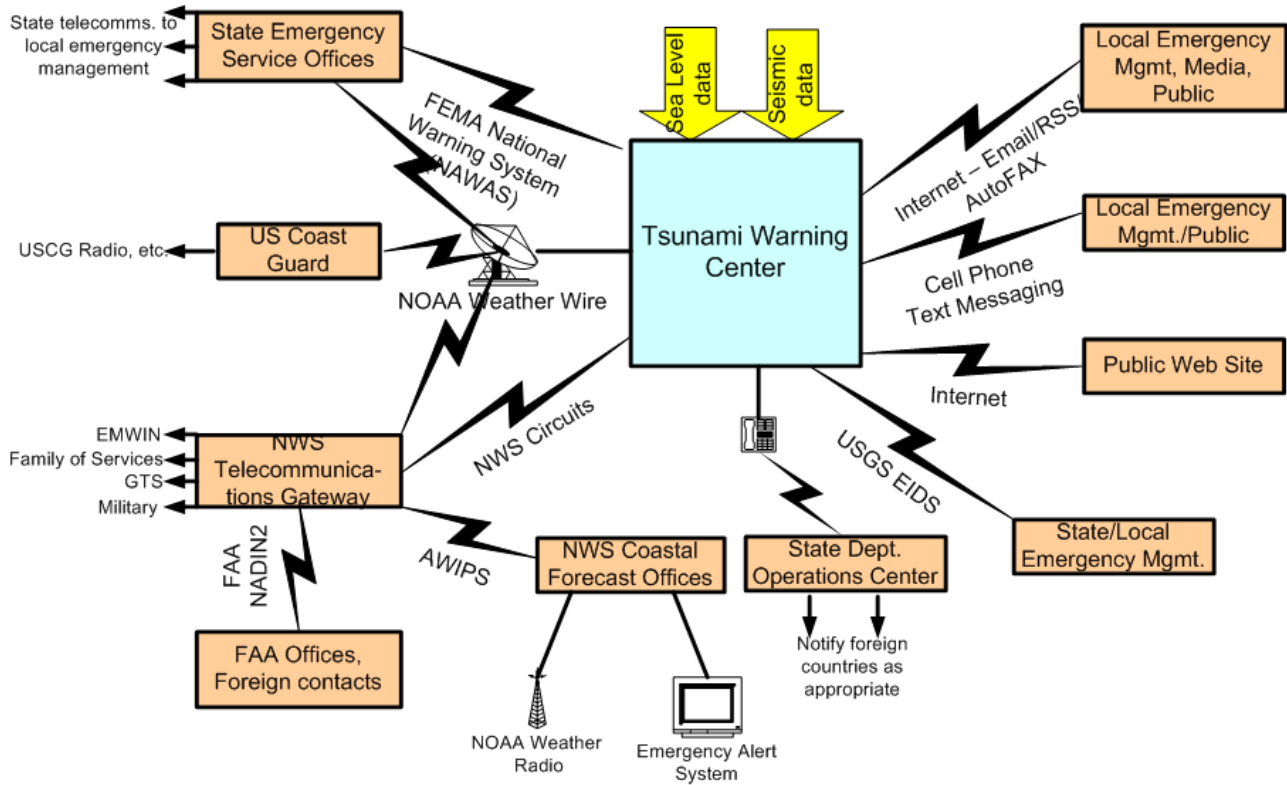 State telecomms. to
local emergency
management
State Emergency
Service Offices
Sea Level
data
Seismic
data
Local Emergency
Mgmt, Media,
Public
FEMA National
Warning System
(NAWAS)
Internet – Email/RSS/
AutoFAX
USCG Radio, etc.
US Coast
Guard
NOAA Weather Wire
Tsunami Warning
Center
Local Emergency
Mgmt./Public
Cell Phone
Text Messaging
Public Web Site
Internet
NWS Circuits
USGS EIDS
EMWIN
Family of Services
GTS
Military
NWS
Telecommunica-
tions Gateway
FAA
NADIN2
AWIPS
NWS Coastal
Forecast Offices
State Dept.
Operations Center
State/Local
Emergency Mgmt.
FAA Offices,
Foreign contacts
Notify foreign
countries as
appropriate
NOAA Weather
Radio
Emergency Alert
System